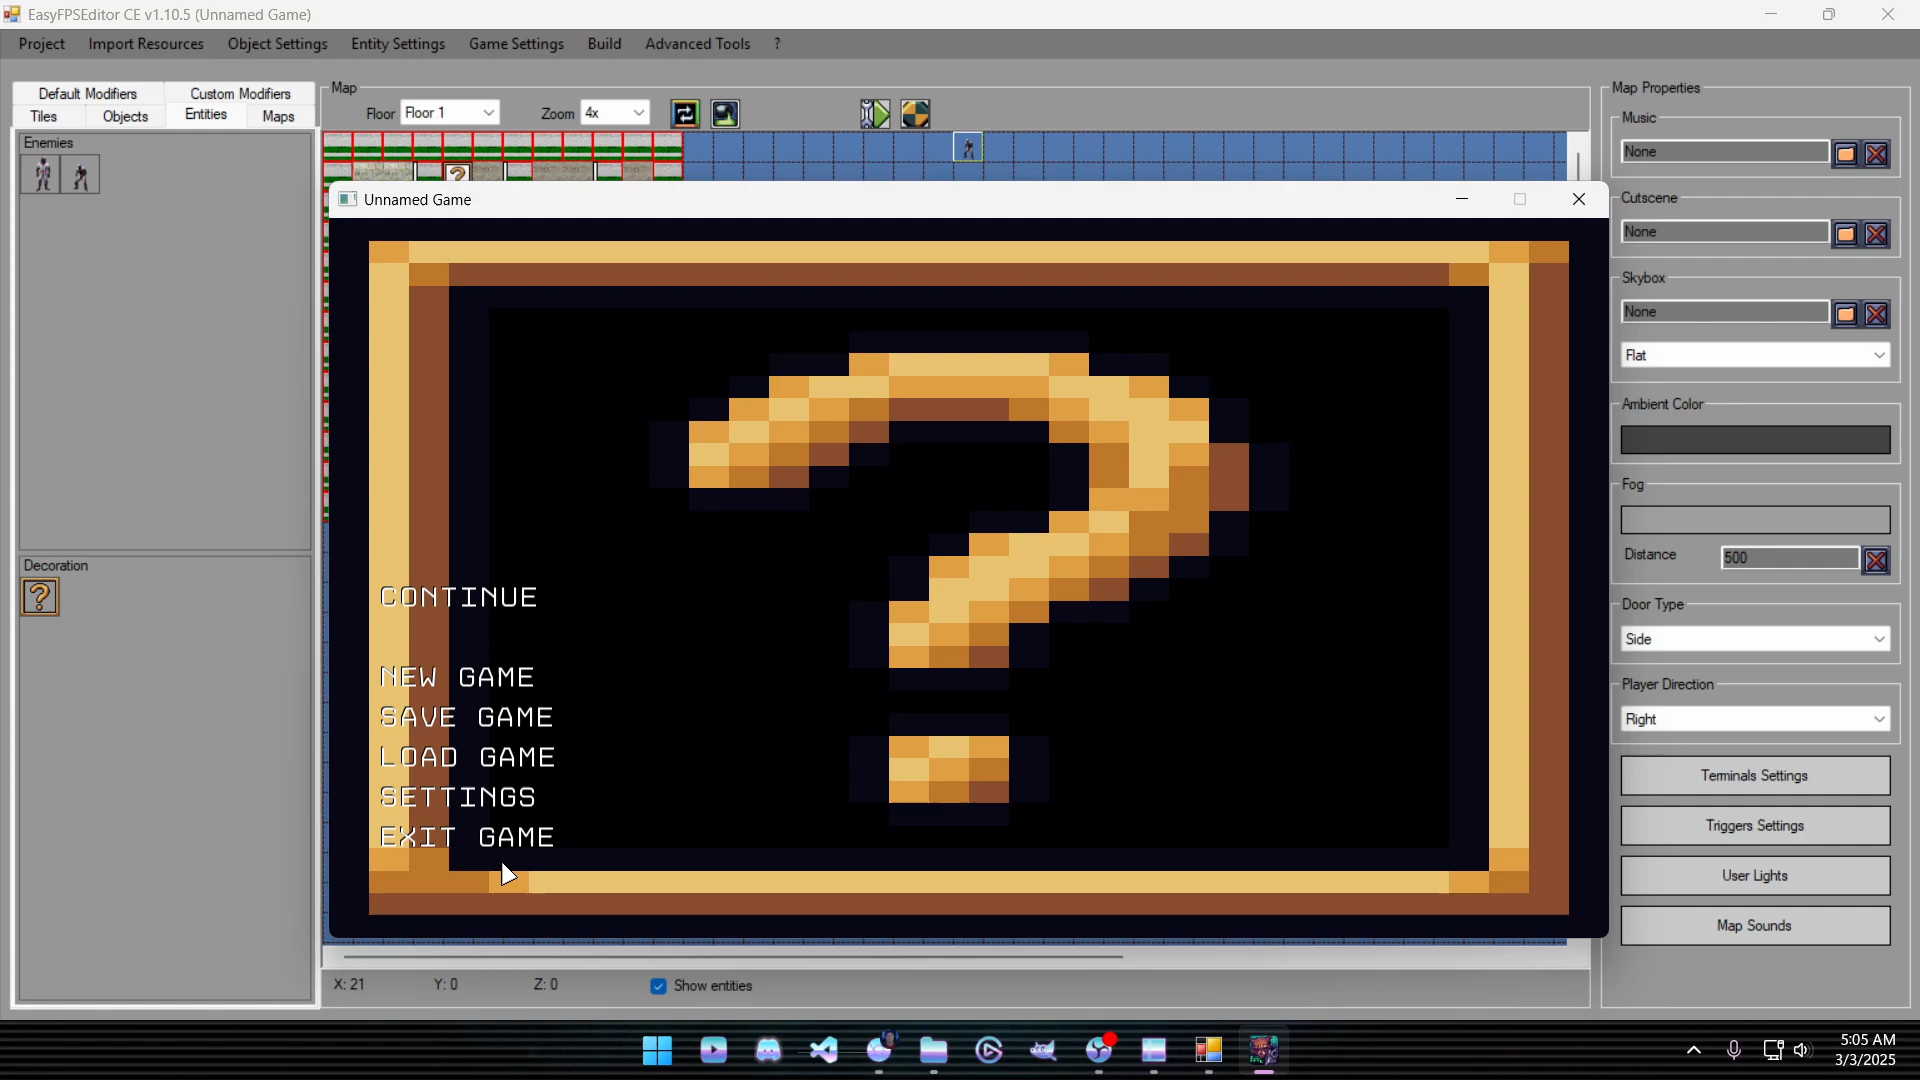 EasyFPSEditor CE v1.10.5 (Unnamed Game)
Project Import Resources Object Settings Entity Settings Game Settings Build Advanced Tools ?
Default Modifiers Custom Modifiers
Tiles Objects Entities Maps
Enemies
Decoration
Map
Floor Floor 1 Zoom 4x
Unnamed Game
CONTINUE
NEW GAME
SAVE GAME
LOAD GAME
SETTINGS
EXIT GAME
X: 21 Y: 0 Z: 0 Show entities
Map Properties
Music
None
Cutscene
None
Skybox
None
Flat
Ambient Color
Fog
Distance 500
Door Type
Side
Player Direction
Right
Terminals Settings
Triggers Settings
User Lights
Map Sounds
5:05 AM
3/3/2025